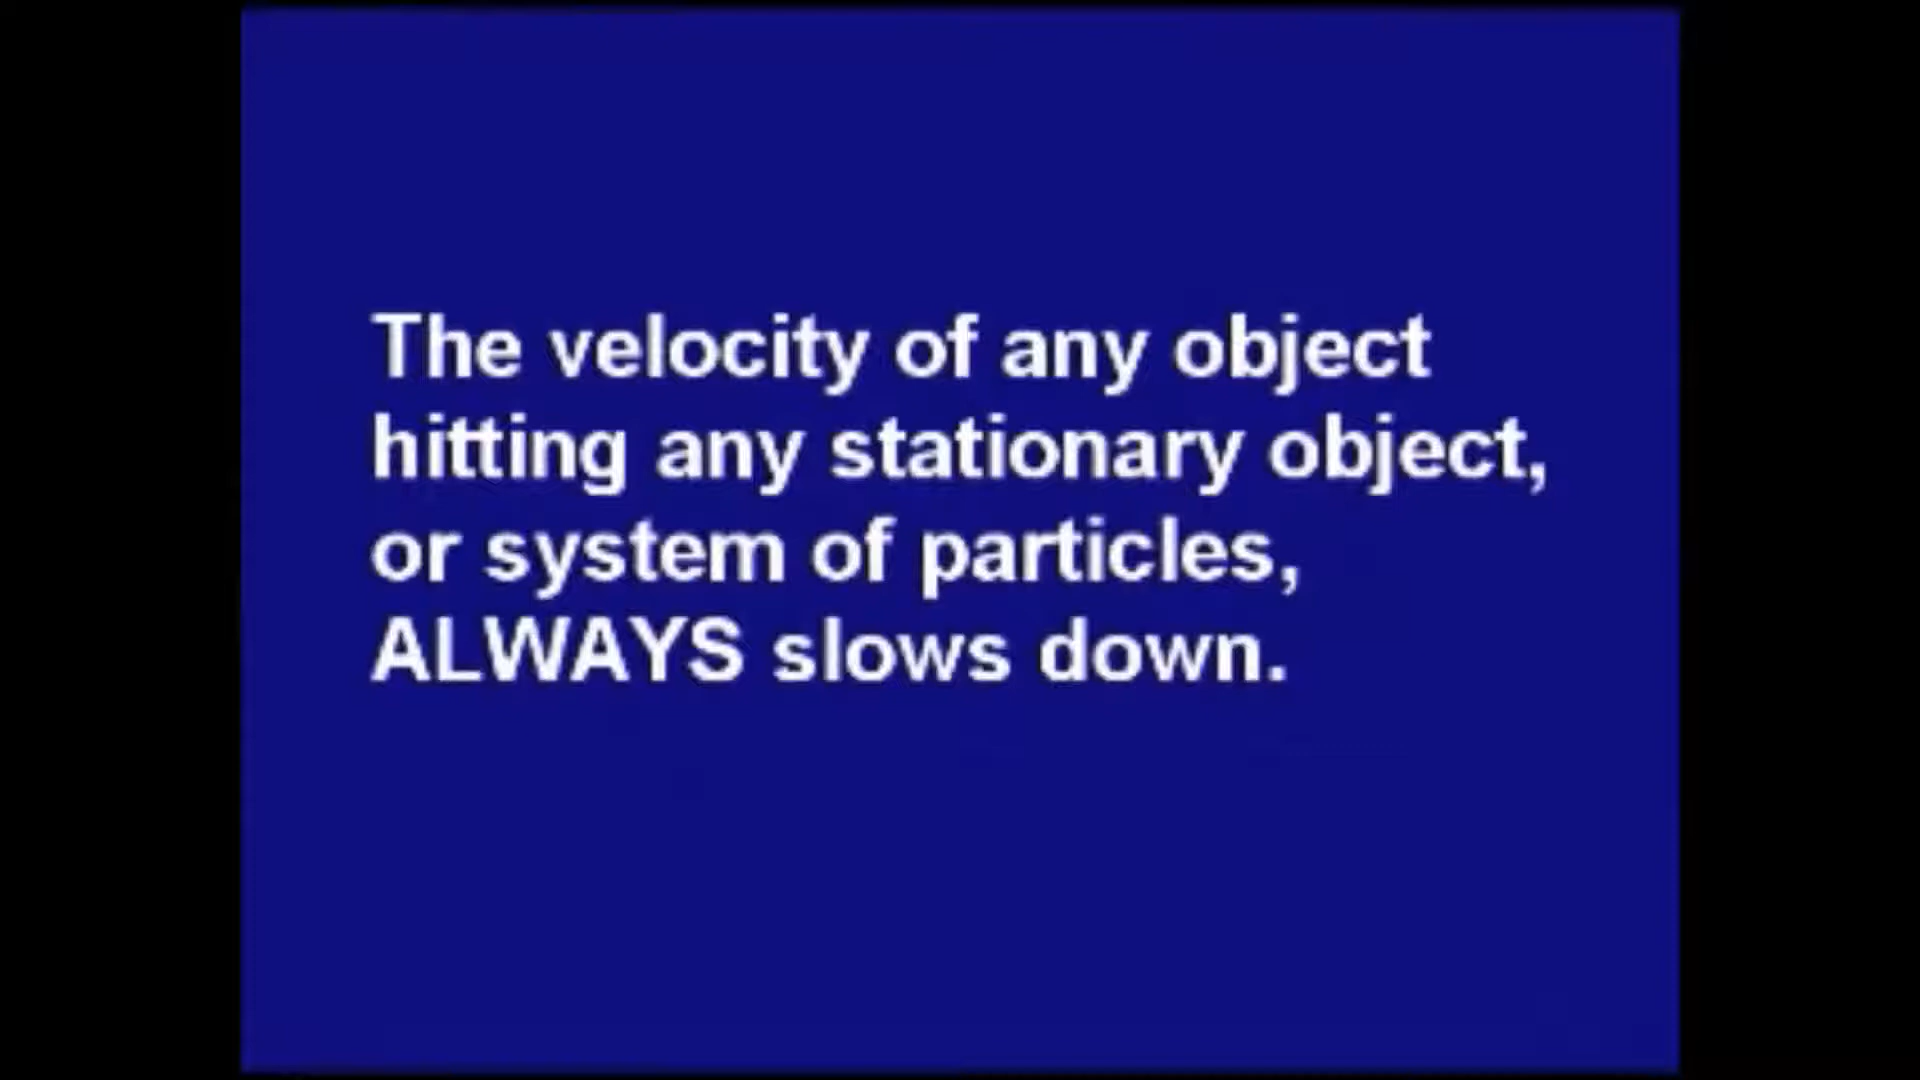 The velocity of any object
hitting any stationary object,
or system of particles,
ALWAYS slows down.